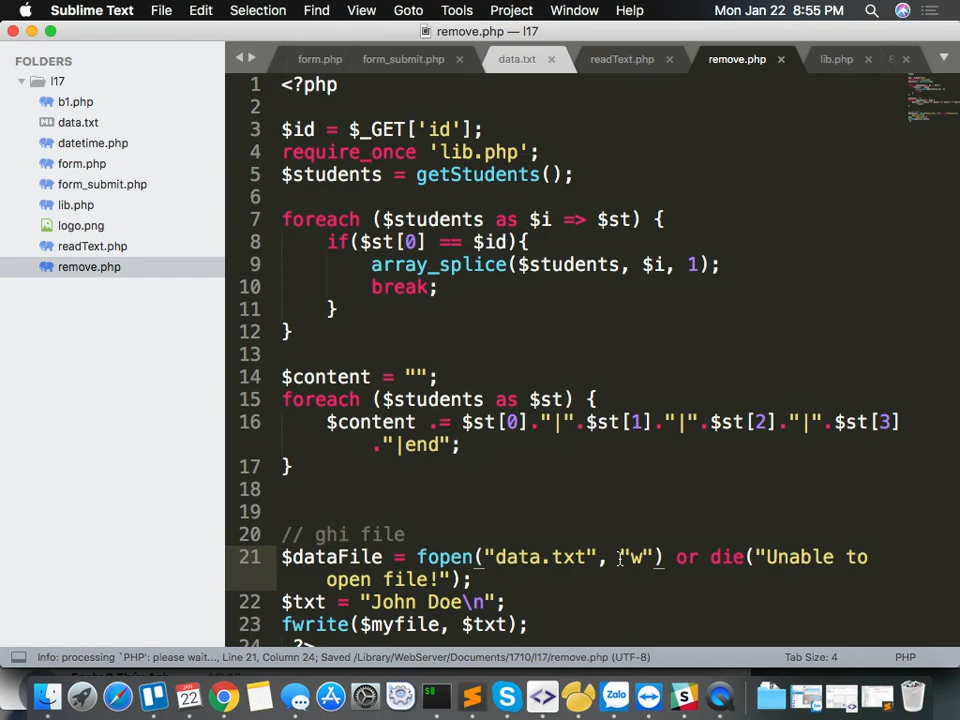 Sublime Text File Edit Selection Find View Goto Tools Project Window Help Mon Jan 22 8:55 PM
remove.php — l17
FOLDERS
l17
b1.php
data.txt
datetime.php
form.php
form_submit.php
lib.php
logo.png
readText.php
remove.php
form.php form_submit.php data.txt readText.php remove.php lib.php
1 <?php
2
3 $id = $_GET['id'];
4 require_once 'lib.php';
5 $students = getStudents();
6
7 foreach ($students as $i => $st) {
8 if($st[0] == $id){
9 array_splice($students, $i, 1);
10 break;
11 }
12 }
13
14 $content = "";
15 foreach ($students as $st) {
16 $content .= $st[0]."|".$st[1]."|".$st[2]."|".$st[3]
."|end";
17 }
18
19
20 // ghi file
21 $dataFile = fopen("data.txt", "w") or die("Unable to
open file!");
22 $txt = "John Doe\n";
23 fwrite($myfile, $txt);
24 ?>
Info: processing `PHP': please wait..., Line 21, Column 24; Saved /Library/WebServer/Documents/1710/l17/remove.php (UTF-8) Tab Size: 4 PHP
22
Zalo